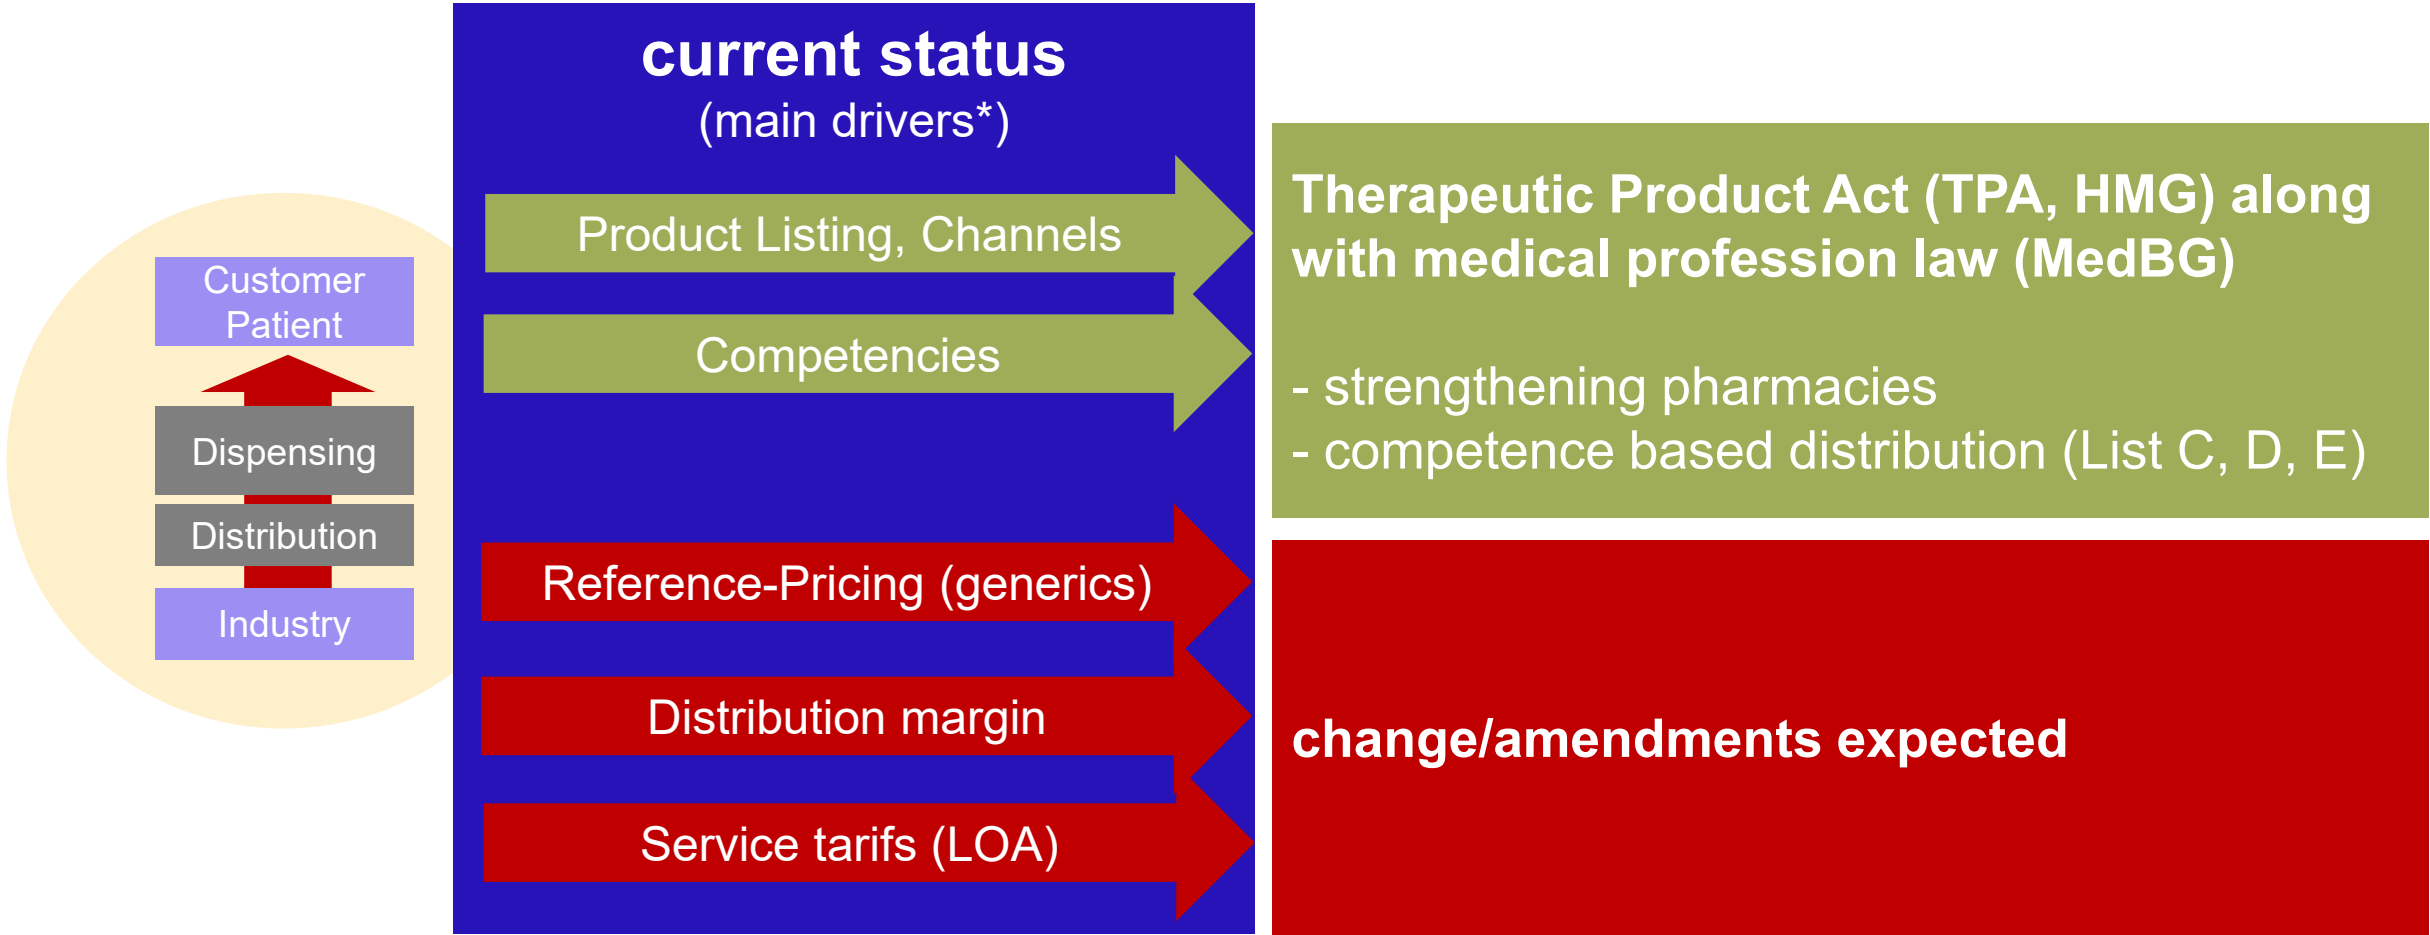 current status
(main drivers*)
Customer
Patient
Dispensing
Distribution
Industry
Product Listing, Channels
Competencies
Reference-Pricing (generics)
Distribution margin
Service tarifs (LOA)
Therapeutic Product Act (TPA, HMG) along
with medical profession law (MedBG)
- strengthening pharmacies
- competence based distribution (List C, D, E)
change/amendments expected